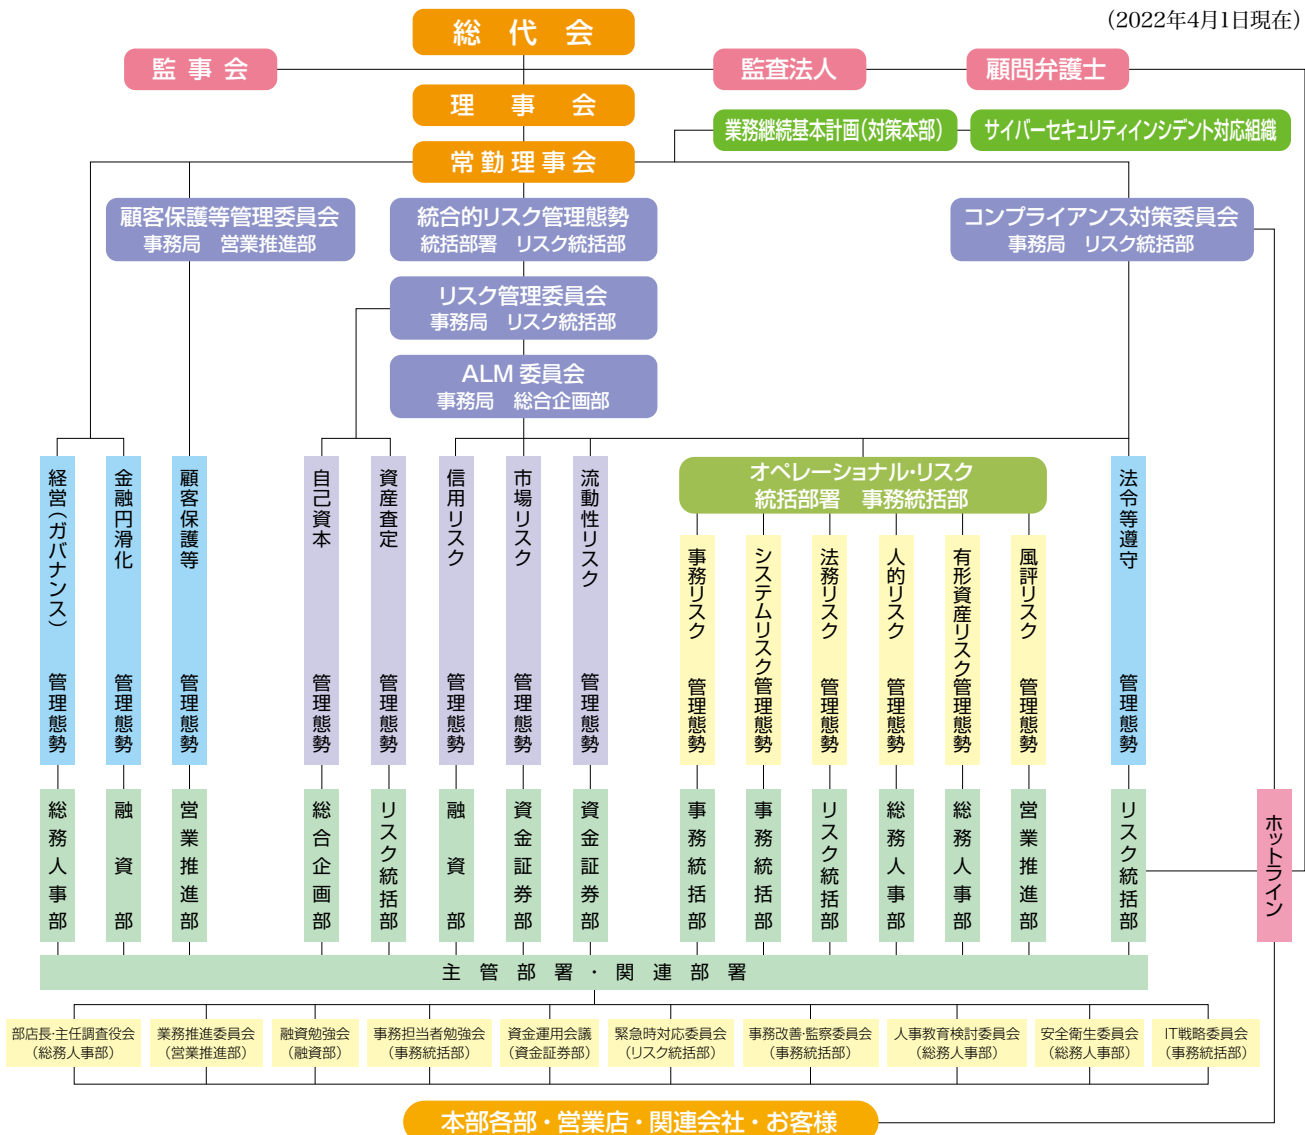 (2022年4月1日現在)
総代会
監事会
監査法人
顧問弁護士
理事会
業務継続基本計画(対策本部)
サイバーセキュリティインシデント対応組織
常勤理事会
顧客保護等管理委員会
事務局 営業推進部
統合的リスク管理態勢
統括部署 リスク統括部
コンプライアンス対策委員会
事務局 リスク統括部
リスク管理委員会
事務局 リスク統括部
ALM 委員会
事務局 総合企画部
経営(ガバナンス) 管理態勢
金融円滑化 管理態勢
顧客保護等 管理態勢
自己資本 管理態勢
資産査定 管理態勢
信用リスク 管理態勢
市場リスク 管理態勢
流動性リスク 管理態勢
オペレーショナル・リスク
統括部署 事務統括部
事務リスク 管理態勢
システムリスク管理態勢
法務リスク 管理態勢
人的リスク 管理態勢
有形資産リスク管理態勢
風評リスク 管理態勢
法令等遵守 管理態勢
総務人事部
融資部
営業推進部
総合企画部
リスク統括部
融資部
資金証券部
資金証券部
事務統括部
事務統括部
リスク統括部
総務人事部
総務人事部
営業推進部
リスク統括部
ホットライン
主管部署・関連部署
部店長・主任調査役会
(総務人事部)
業務推進委員会
(営業推進部)
融資勉強会
(融資部)
事務担当者勉強会
(事務統括部)
資金運用会議
(資金証券部)
緊急時対応委員会
(リスク統括部)
事務改善・監察委員会
(事務統括部)
人事教育検討委員会
(総務人事部)
安全衛生委員会
(総務人事部)
IT戦略委員会
(事務統括部)
本部各部・営業店・関連会社・お客様